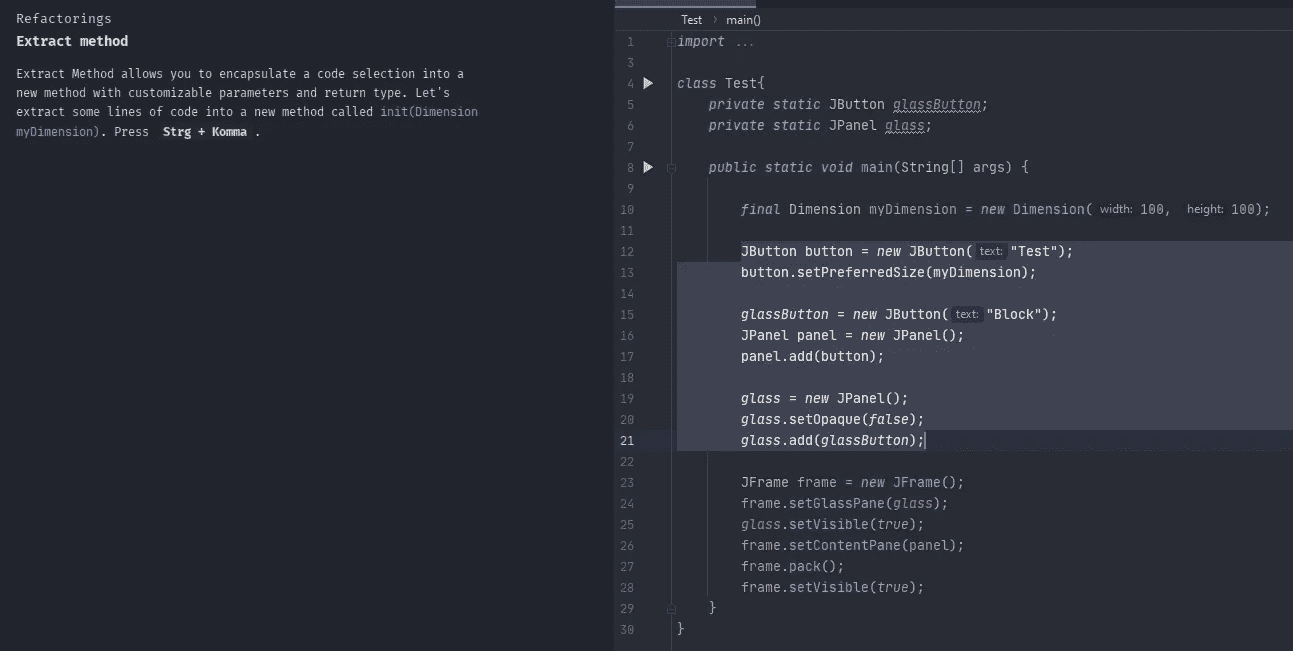 Refactorings
Extract method
Extract Method allows you to encapsulate a code selection into a
new method with customizable parameters and return type. Let's
extract some lines of code into a new method called init(Dimension
myDimension). Press Strg + Komma .
Test › main()
1 import ...
3
4 class Test{
5 private static JButton glassButton;
6 private static JPanel glass;
7
8 public static void main(String[] args) {
9
10 final Dimension myDimension = new Dimension( width: 100, height: 100);
11
12 JButton button = new JButton( text: "Test");
13 button.setPreferredSize(myDimension);
14
15 glassButton = new JButton( text: "Block");
16 JPanel panel = new JPanel();
17 panel.add(button);
18
19 glass = new JPanel();
20 glass.setOpaque(false);
21 glass.add(glassButton);
22
23 JFrame frame = new JFrame();
24 frame.setGlassPane(glass);
25 glass.setVisible(true);
26 frame.setContentPane(panel);
27 frame.pack();
28 frame.setVisible(true);
29 }
30 }